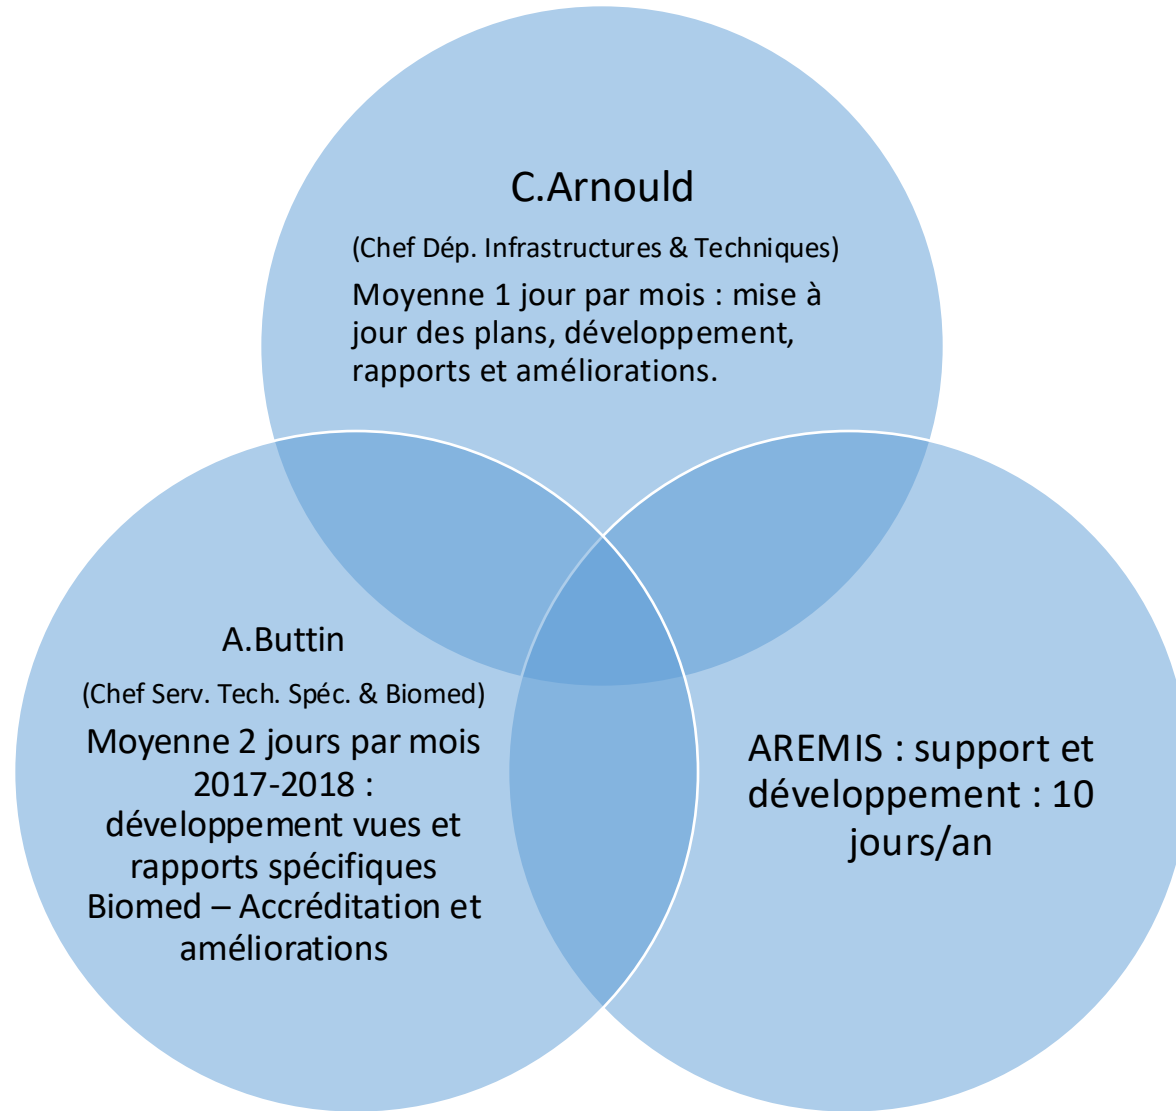 C.Arnould
(Chef Dép. Infrastructures & Techniques)
Moyenne 1 jour par mois : mise à
jour des plans, développement,
rapports et améliorations.
A.Buttin
(Chef Serv. Tech. Spéc. & Biomed)
Moyenne 2 jours par mois
2017-2018 :
développement vues et
rapports spécifiques
Biomed – Accréditation et
améliorations
AREMIS : support et
développement : 10
jours/an